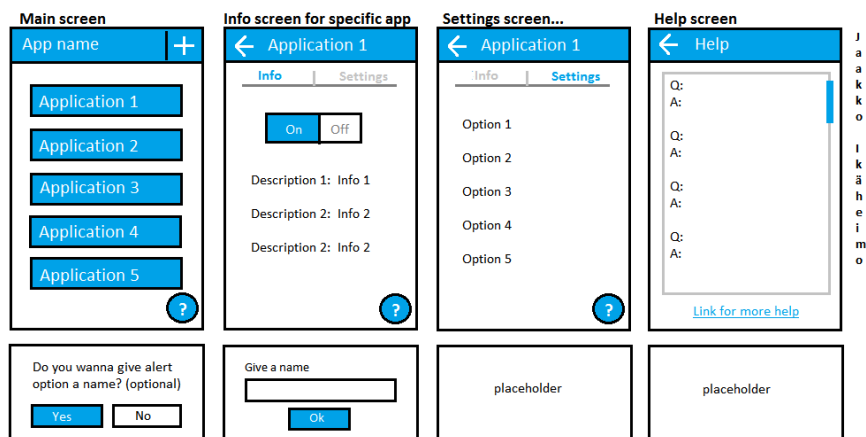 Main screen
App name +
Application 1
Application 2
Application 3
Application 4
Application 5
?
Info screen for specific app
Application 1
Info | Settings
On Off
Description 1: Info 1
Description 2: Info 2
Description 2: Info 2
?
Settings screen...
Application 1
Info | Settings
Option 1
Option 2
Option 3
Option 4
Option 5
?
Help screen
Help
Q:
A:
Q:
A:
Q:
A:
Q:
A:
Link for more help
Jaakko Ikäheimo
Do you wanna give alert
option a name? (optional)
Yes No
Give a name
Ok
placeholder
placeholder